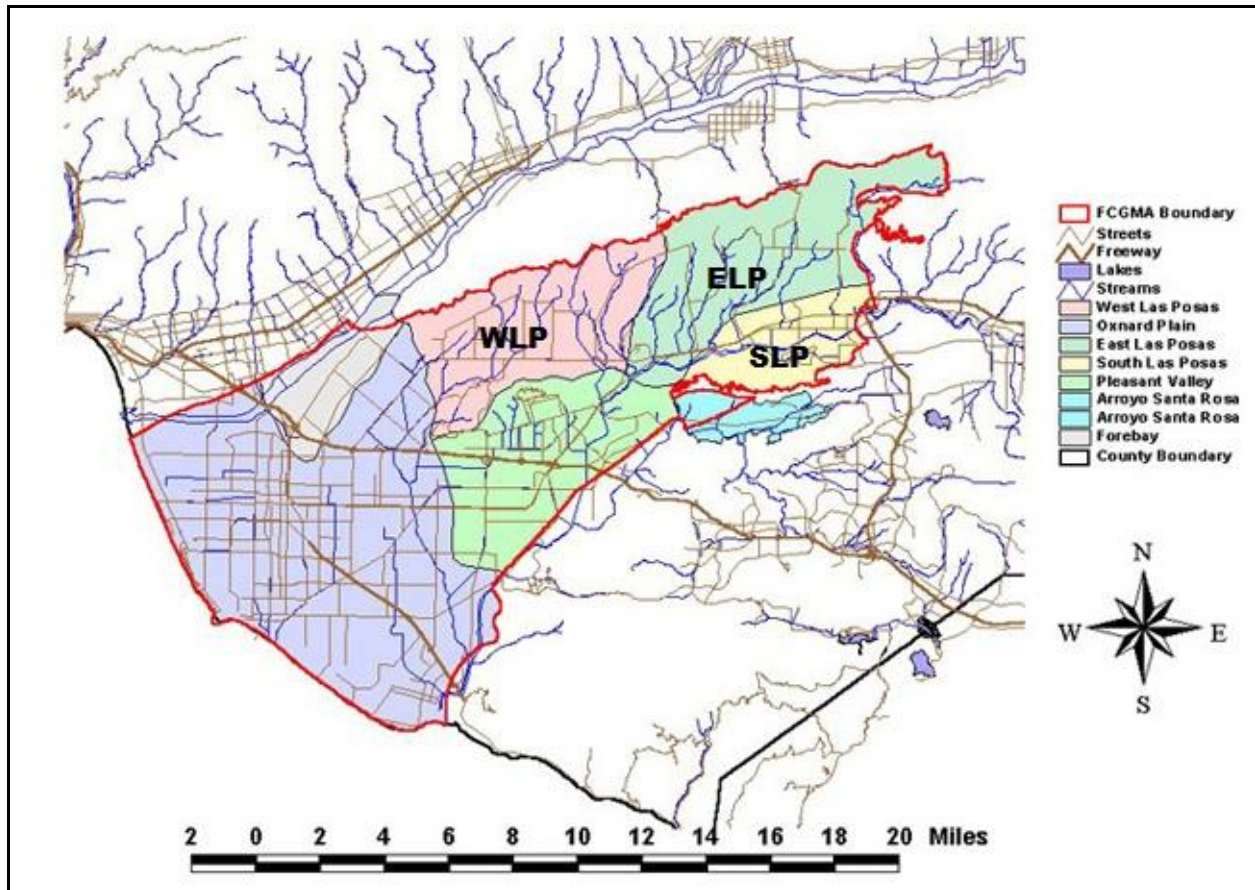 ELP
WLP
SLP
FCGMA Boundary
Streets
Freeway
Lakes
Streams
West Las Posas
Oxnard Plain
East Las Posas
South Las Posas
Pleasant Valley
Arroyo Santa Rosa
Arroyo Santa Rosa
Forebay
County Boundary
N
W E
S
2 0 2 4 6 8 10 12 14 16 18 20 Miles